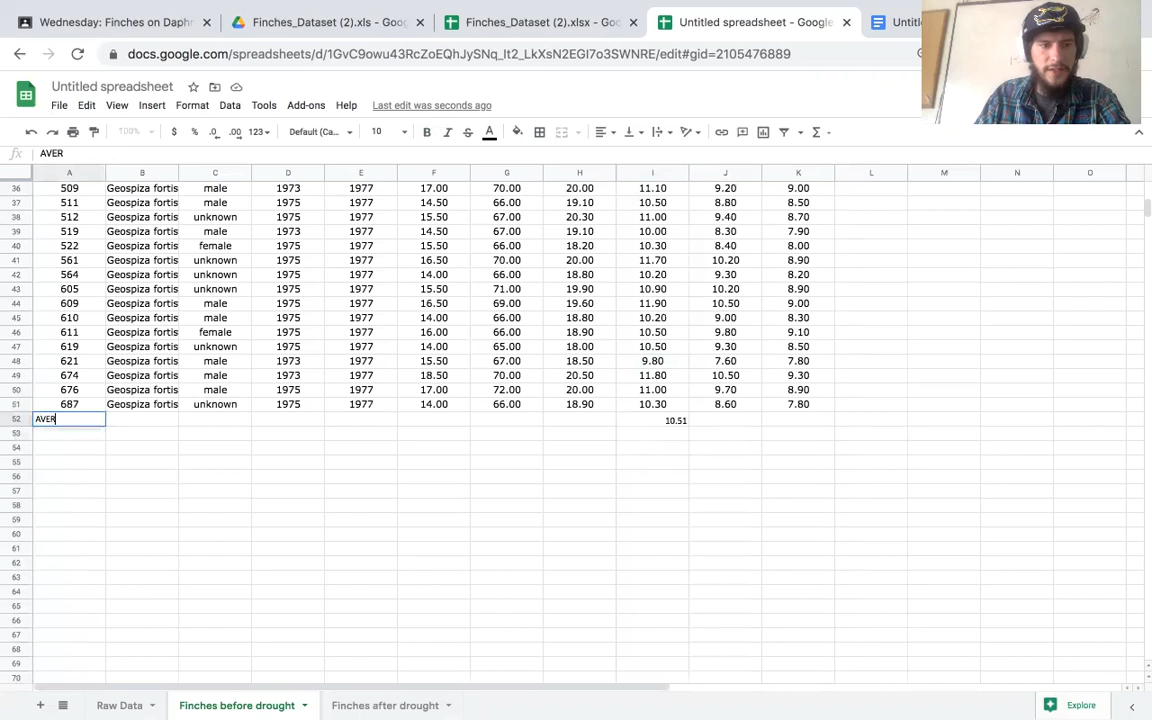 Wednesday: Finches on Daphn
Finches_Dataset (2).xls - Goog
Finches_Dataset (2).xlsx - Goog
Untitled spreadsheet - Google
docs.google.com/spreadsheets/d/1GvC9owu43RcZoEQhJySNq_It2_LkXsN2EGI7o3SWNRE/edit#gid=2105476889
Untitled spreadsheet
File Edit View Insert Format Data Tools Add-ons Help Last edit was seconds ago
100% $ % .0 .00 123 Default (Ca... 10 B I S A
fx AVER
A B C D E F G H I J K L M N O
36 509 Geospiza fortis male 1973 1977 17.00 70.00 20.00 11.10 9.20 9.00
37 511 Geospiza fortis male 1975 1977 14.50 66.00 19.10 10.50 8.80 8.50
38 512 Geospiza fortis unknown 1975 1977 15.50 67.00 20.30 11.00 9.40 8.70
39 519 Geospiza fortis male 1973 1977 14.50 67.00 19.10 10.00 8.30 7.90
40 522 Geospiza fortis female 1975 1977 15.50 66.00 18.20 10.30 8.40 8.00
41 561 Geospiza fortis unknown 1975 1977 16.50 70.00 20.00 11.70 10.20 8.90
42 564 Geospiza fortis unknown 1975 1977 14.00 66.00 18.80 10.20 9.30 8.20
43 605 Geospiza fortis unknown 1975 1977 15.50 71.00 19.90 10.90 10.20 8.90
44 609 Geospiza fortis male 1975 1977 16.50 69.00 19.60 11.90 10.50 9.00
45 610 Geospiza fortis male 1975 1977 14.00 66.00 18.80 10.20 9.00 8.30
46 611 Geospiza fortis female 1975 1977 16.00 66.00 18.90 10.50 9.80 9.10
47 619 Geospiza fortis unknown 1975 1977 14.00 65.00 18.00 10.50 9.30 8.50
48 621 Geospiza fortis male 1973 1977 15.50 67.00 18.50 9.80 7.60 7.80
49 674 Geospiza fortis male 1973 1977 18.50 70.00 20.50 11.80 10.50 9.30
50 676 Geospiza fortis male 1975 1977 17.00 72.00 20.00 11.00 9.70 8.90
51 687 Geospiza fortis unknown 1975 1977 14.00 66.00 18.90 10.30 8.60 7.80
52 AVER 10.51
53
54
55
56
57
58
59
60
61
62
63
64
65
66
67
68
69
70
Raw Data Finches before drought Finches after drought Explore